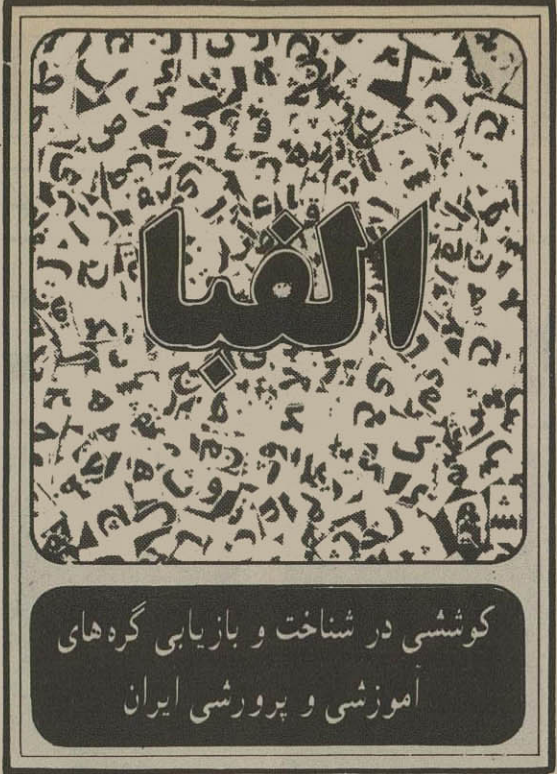 الفبا
کوششی در شناخت و بازیابی گره‌های
آموزشی و پرورشی ایران